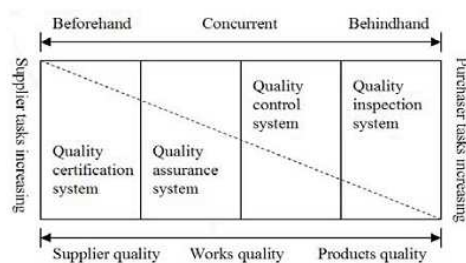 Beforehand Concurrent Behindhand
Supplier tasks increasing
Quality
certification
system
Quality
assurance
system
Quality
control
system
Quality
inspection
system
Purchaser tasks increasing
Supplier quality Works quality Products quality